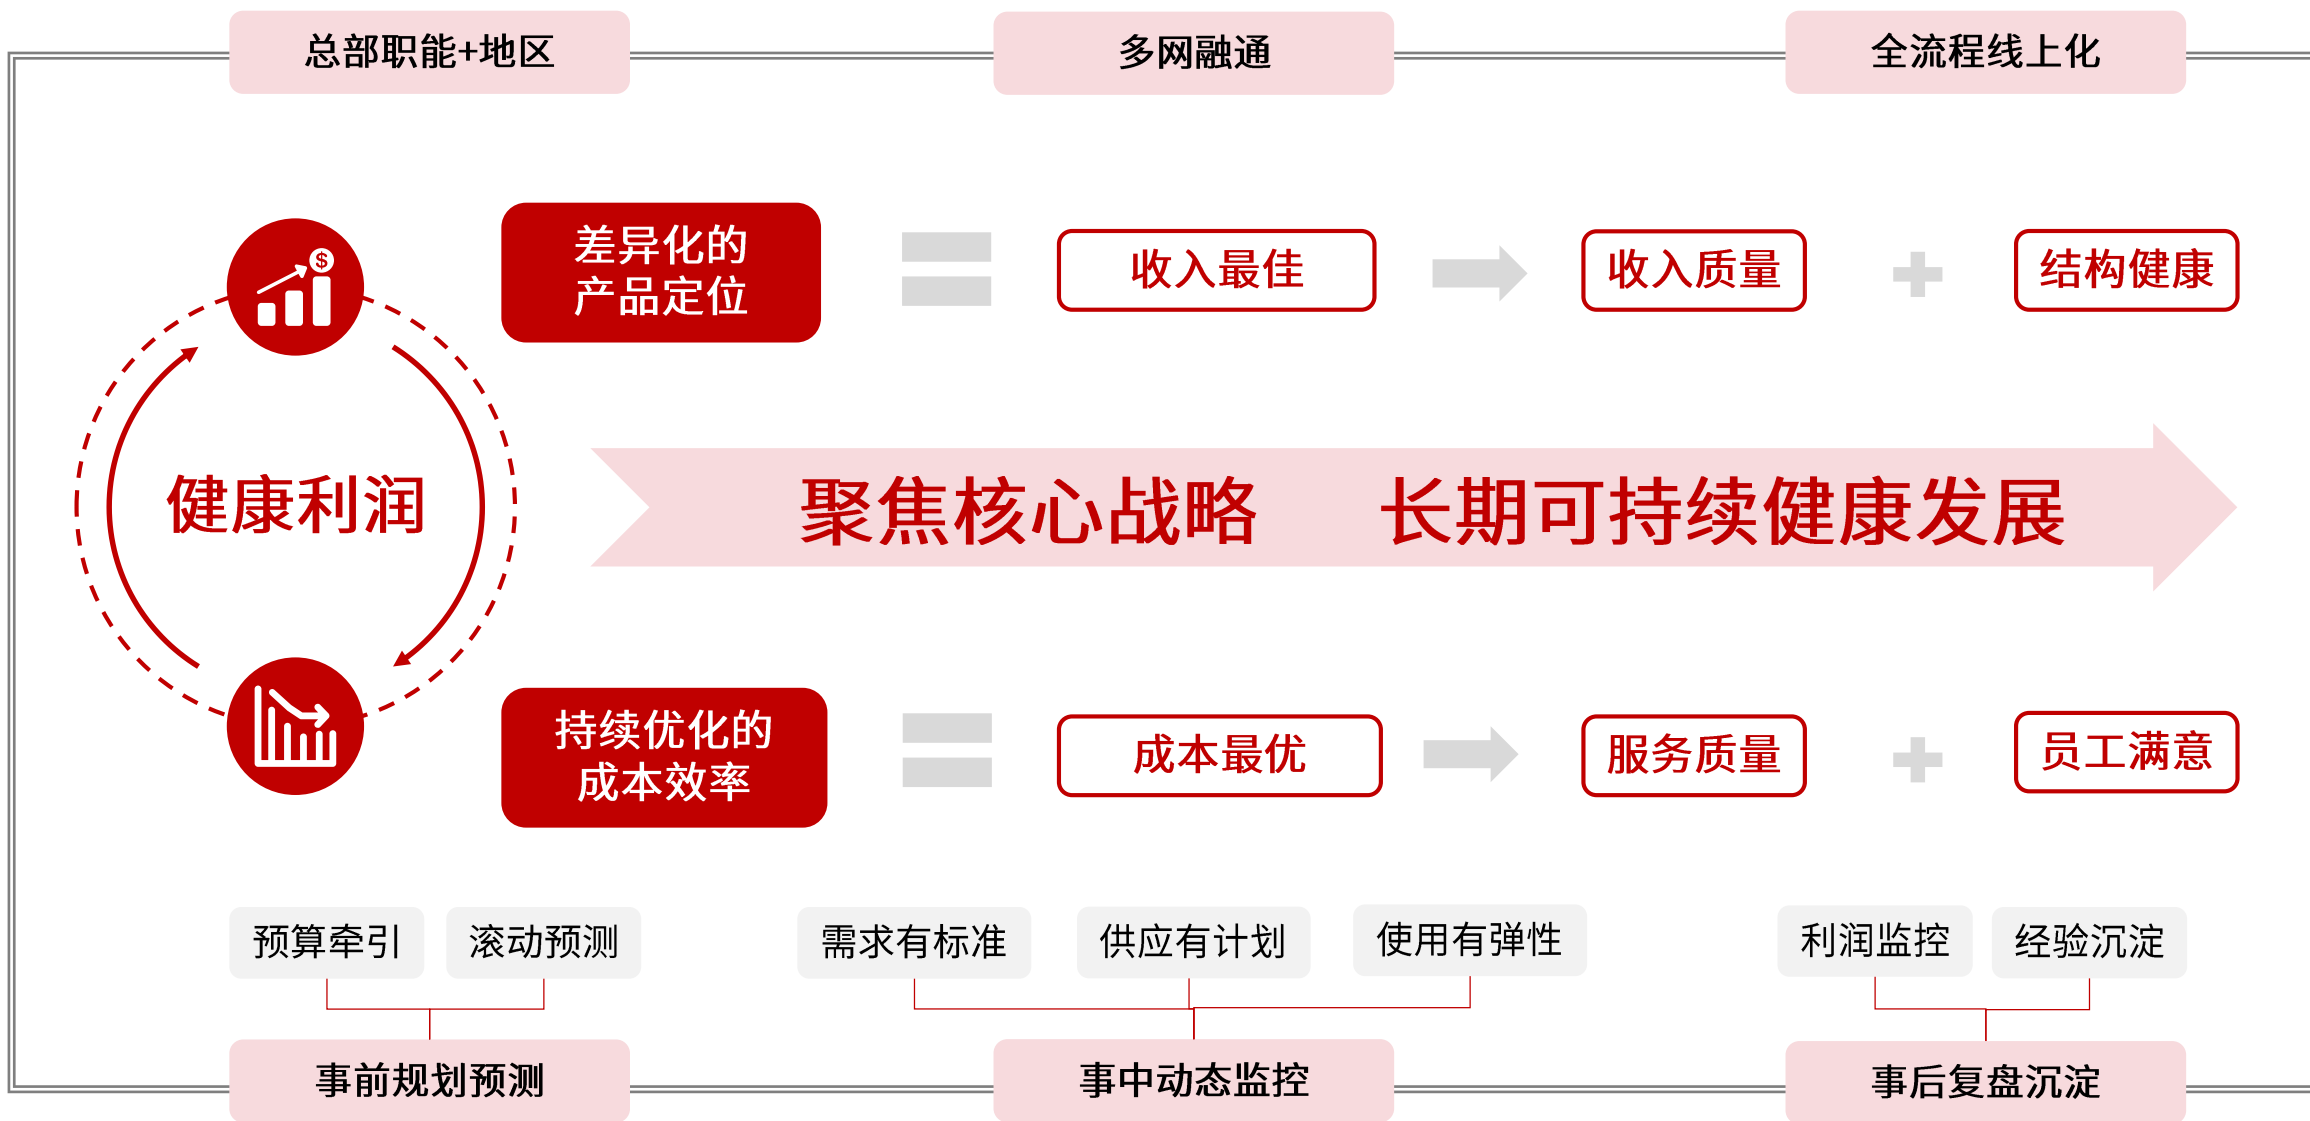 总部职能+地区
多网融通
全流程线上化
$
差异化的
产品定位
收入最佳
收入质量
结构健康
健康利润
聚焦核心战略 长期可持续健康发展
持续优化的
成本效率
成本最优
服务质量
员工满意
预算牵引
滚动预测
需求有标准
供应有计划
使用有弹性
利润监控
经验沉淀
事前规划预测
事中动态监控
事后复盘沉淀